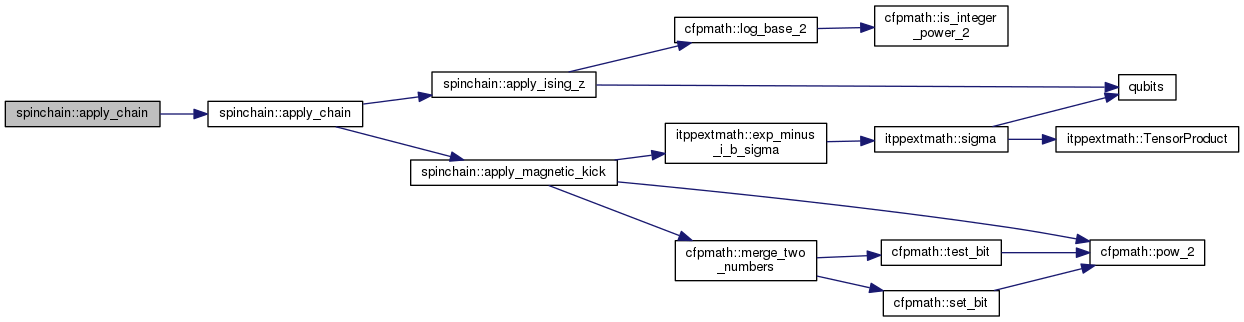 spinchain::apply_chain
spinchain::apply_chain
spinchain::apply_ising_z
cfpmath::log_base_2
cfpmath::is_integer
_power_2
qubits
spinchain::apply_magnetic_kick
itppextmath::exp_minus
_i_b_sigma
itppextmath::sigma
itppextmath::TensorProduct
cfpmath::merge_two
_numbers
cfpmath::test_bit
cfpmath::set_bit
cfpmath::pow_2